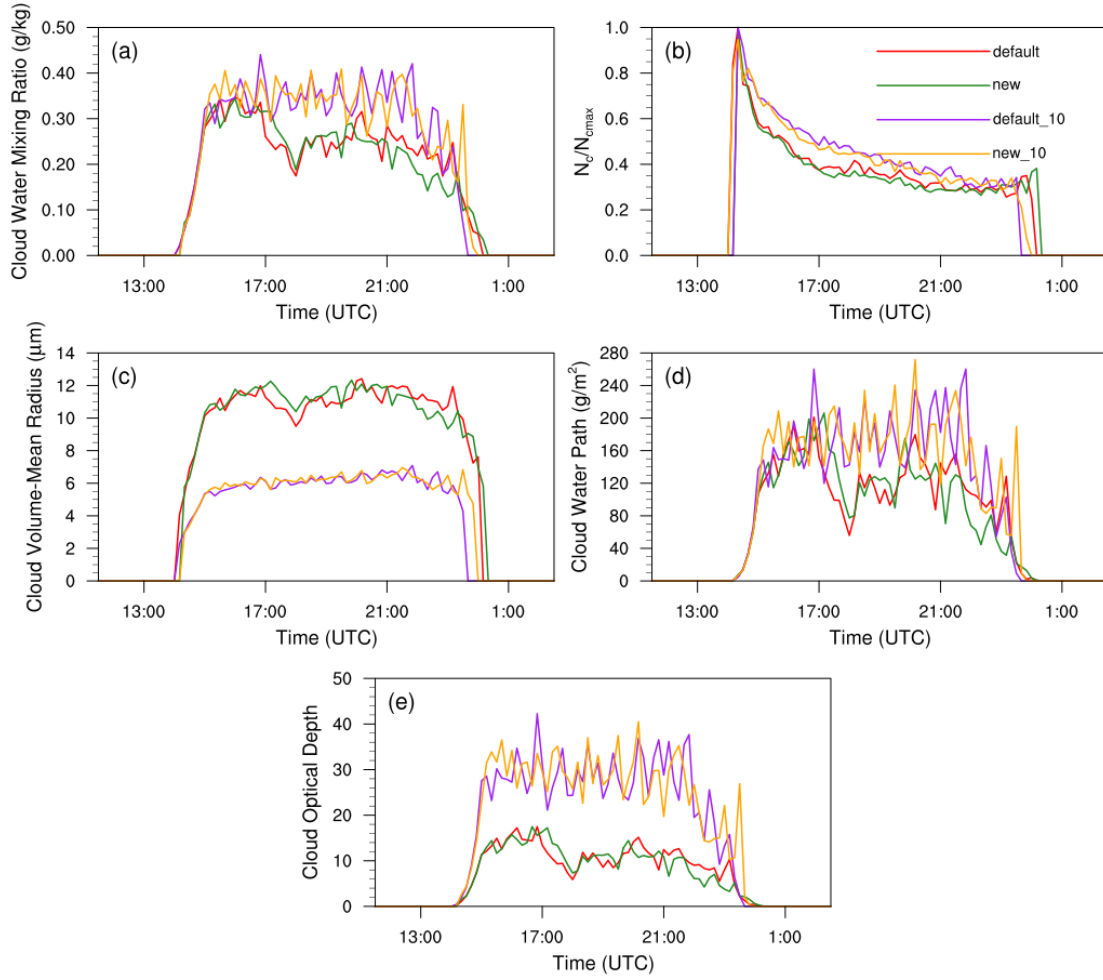 (a)
Cloud Water Mixing Ratio (g/kg)
0.50
0.40
0.30
0.20
0.10
0.00
13:00 17:00 21:00 1:00
Time (UTC)
(b)
N_c/N_cmax
1.0
0.8
0.6
0.4
0.2
0.0
default
new
default_10
new_10
13:00 17:00 21:00 1:00
Time (UTC)
(c)
Cloud Volume-Mean Radius (μm)
14
12
10
8
6
4
2
0
13:00 17:00 21:00 1:00
Time (UTC)
(d)
Cloud Water Path (g/m²)
280
240
200
160
120
80
40
0
13:00 17:00 21:00 1:00
Time (UTC)
(e)
Cloud Optical Depth
50
40
30
20
10
0
13:00 17:00 21:00 1:00
Time (UTC)